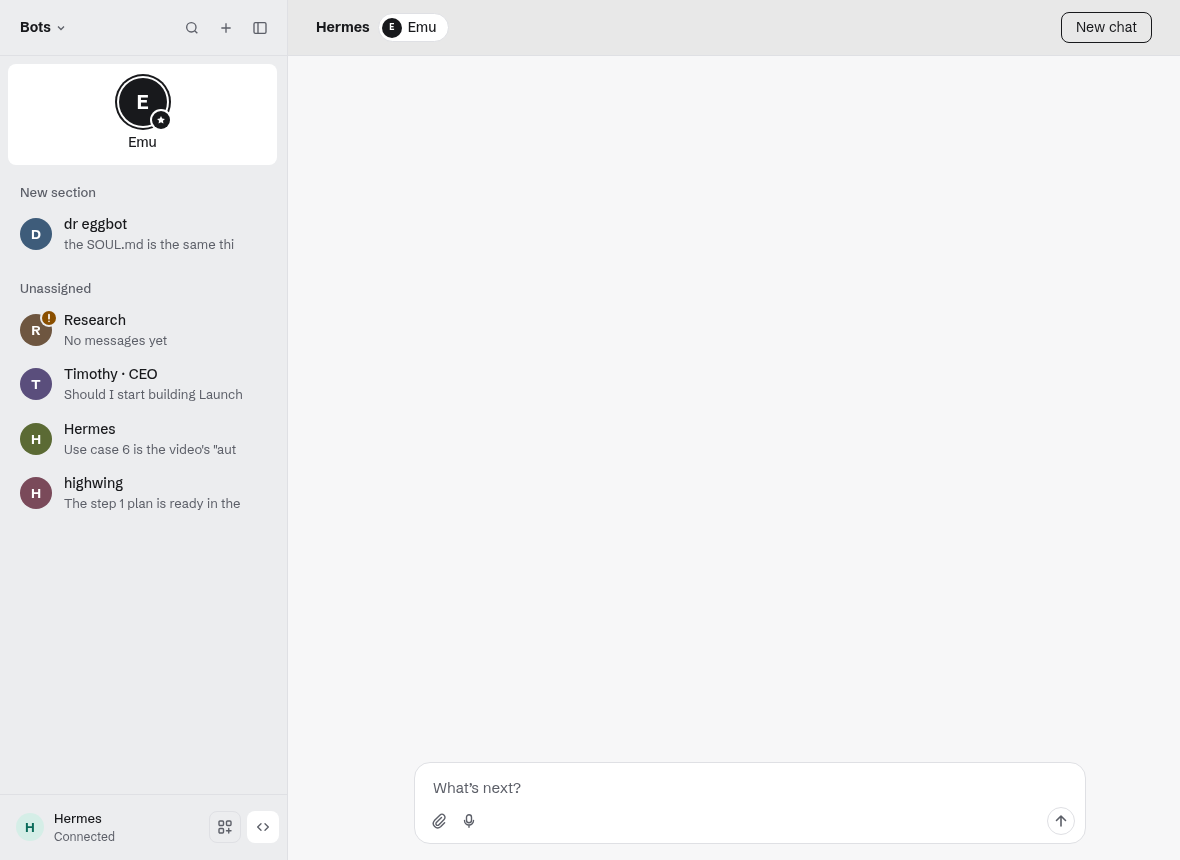 Bots
Hermes
E
Emu
New chat
E
Emu
New section
D
dr eggbot
the SOUL.md is the same thi
Unassigned
R
!
Research
No messages yet
T
Timothy · CEO
Should I start building Launch
H
Hermes
Use case 6 is the video's "aut
H
highwing
The step 1 plan is ready in the
What's next?
H
Hermes
Connected